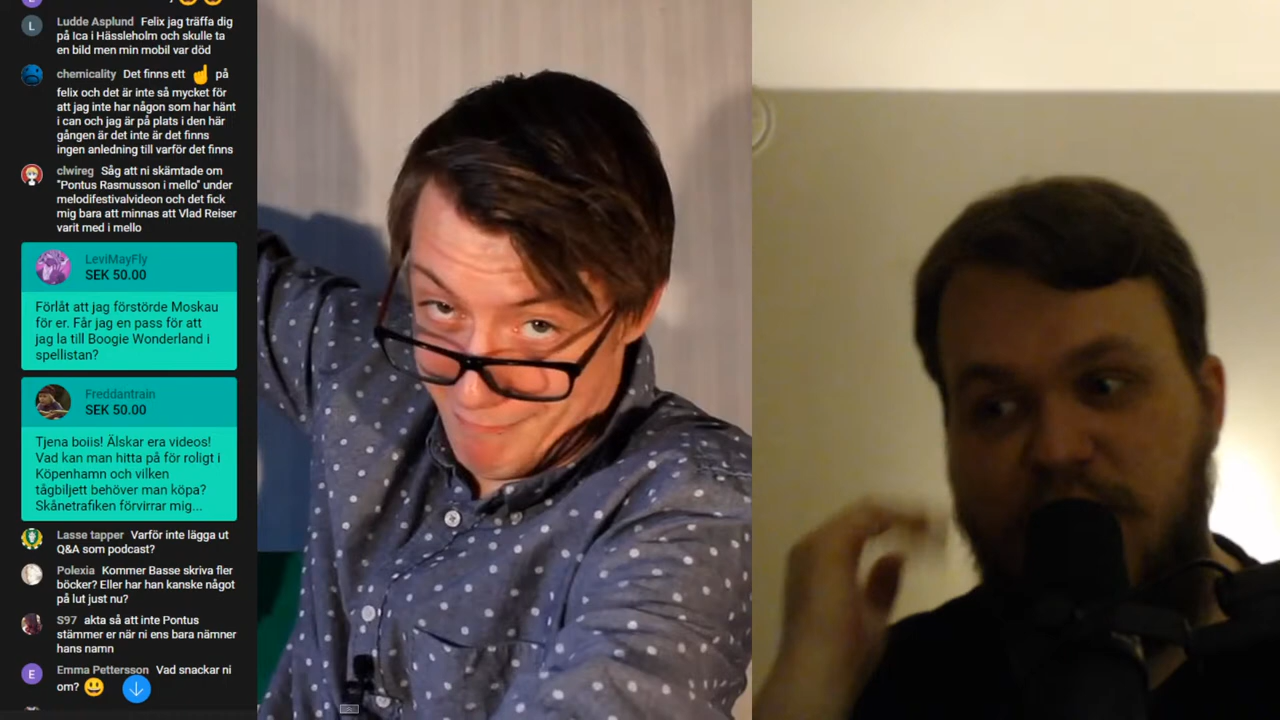 Ludde Asplund Felix jag träffa dig
på Ica i Hässleholm och skulle ta
en bild men min mobil var död
chemicality Det finns ett ☝ på
felix och det är inte så mycket för
att jag inte har någon som har hänt
i can och jag är på plats i den här
gången är det inte är det finns
ingen anledning till varför det finns
clwireg Såg att ni skämtade om
"Pontus Rasmusson i mello" under
melodifestivalvideon och det fick
mig bara att minnas att Vlad Reiser
varit med i mello
LeviMayFly
SEK 50.00
Förlåt att jag förstörde Moskau
för er. Får jag en pass för att
jag la till Boogie Wonderland i
spellistan?
Freddantrain
SEK 50.00
Tjena boiis! Älskar era videos!
Vad kan man hitta på för roligt i
Köpenhamn och vilken
tågbiljett behöver man köpa?
Skånetrafiken förvirrar mig...
Lasse tapper Varför inte lägga ut
Q&A som podcast?
Polexia Kommer Basse skriva fler
böcker? Eller har han kanske något
på lut just nu?
S97 akta så att inte Pontus
stämmer er när ni ens bara nämner
hans namn
Emma Pettersson Vad snackar ni
om? 😃